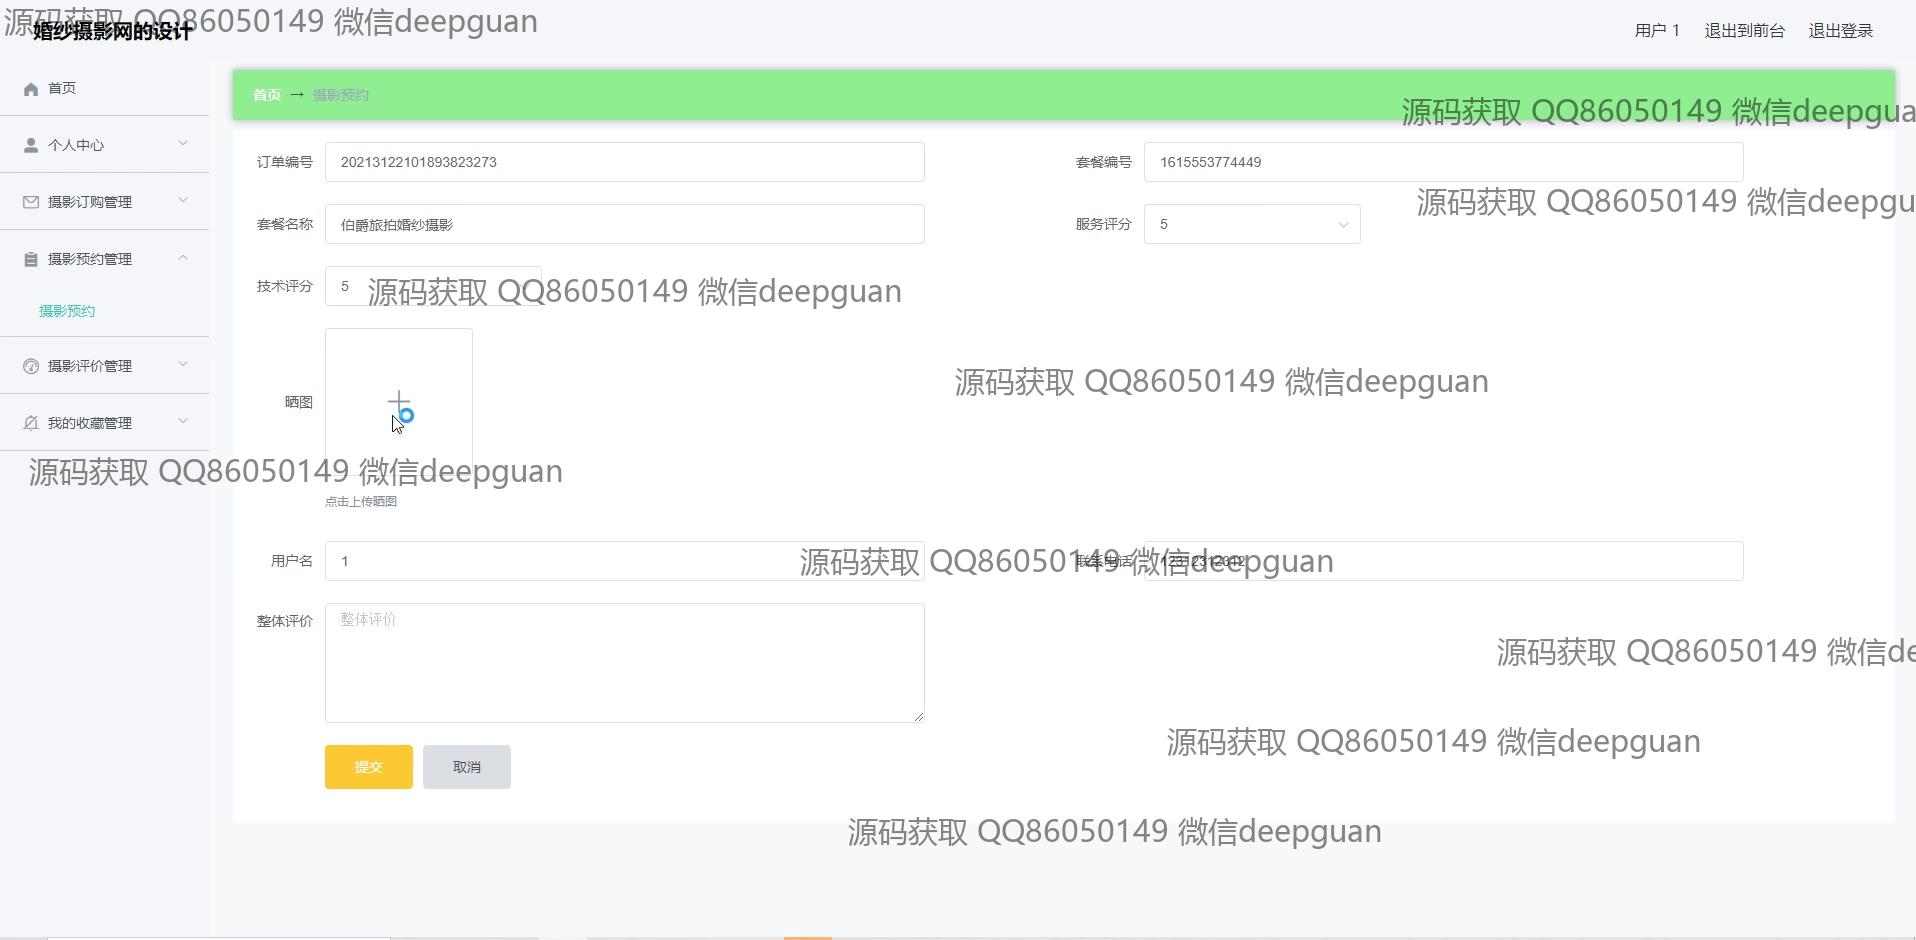 源码获取 QQ86050149 微信deepguan
婚纱摄影网的设计
用户 1 退出到前台 退出登录
首页
个人中心
摄影订购管理
摄影预约管理
摄影预约
摄影评价管理
我的收藏管理
源码获取 QQ86050149 微信deepguan
首页 → 摄影预约
源码获取 QQ86050149 微信deepgua
订单编号 20213122101893823273
套餐编号 1615553774449
源码获取 QQ86050149 微信deepgu
套餐名称 伯爵旅拍婚纱摄影
服务评分 5
技术评分 5
源码获取 QQ86050149 微信deepguan
源码获取 QQ86050149 微信deepguan
晒图
点击上传晒图
用户名 1
源码获取 QQ86050149 微信deepguan
联系电话 12312312312
整体评价 整体评价
源码获取 QQ86050149 微信de
源码获取 QQ86050149 微信deepguan
提交 取消
源码获取 QQ86050149 微信deepguan